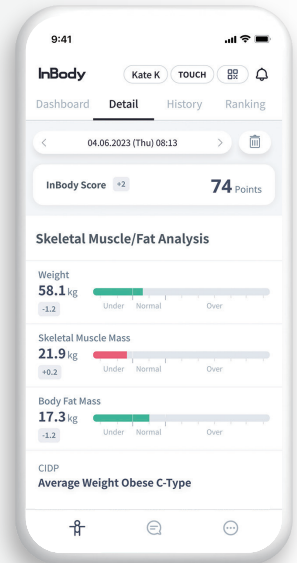 9:41
InBody Kate K TOUCH
Dashboard Detail History Ranking
< 04.06.2023 (Thu) 08:13 >
InBody Score +2 74 Points
Skeletal Muscle/Fat Analysis
Weight
58.1 kg
-1.2 Under Normal Over
Skeletal Muscle Mass
21.9 kg
+0.2 Under Normal Over
Body Fat Mass
17.3 kg
-1.2 Under Normal Over
CIDP
Average Weight Obese C-Type